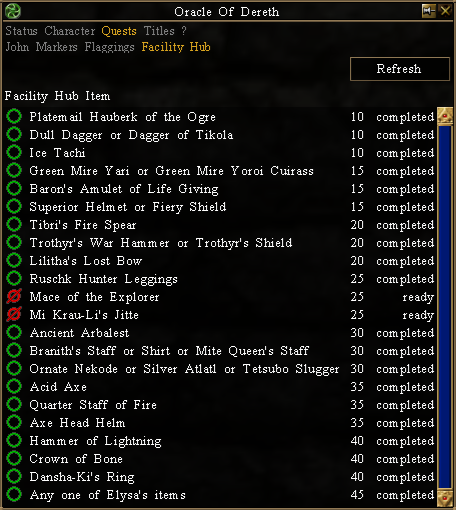 Oracle Of Dereth
Status Character Quests Titles ?
John Markers Flaggings Facility Hub
Refresh
Facility Hub Item
Platemail Hauberk of the Ogre 10 completed
Dull Dagger or Dagger of Tikola 10 completed
Ice Tachi 10 completed
Green Mire Yari or Green Mire Yoroi Cuirass 15 completed
Baron's Amulet of Life Giving 15 completed
Superior Helmet or Fiery Shield 15 completed
Tibri's Fire Spear 20 completed
Trothyr's War Hammer or Trothyr's Shield 20 completed
Lilitha's Lost Bow 20 completed
Ruschk Hunter Leggings 25 completed
Mace of the Explorer 25 ready
Mi Krau-Li's Jitte 25 ready
Ancient Arbalest 30 completed
Branith's Staff or Shirt or Mite Queen's Staff 30 completed
Ornate Nekode or Silver Atlatl or Tetsubo Slugger 30 completed
Acid Axe 35 completed
Quarter Staff of Fire 35 completed
Axe Head Helm 35 completed
Hammer of Lightning 40 completed
Crown of Bone 40 completed
Dansha-Ki's Ring 40 completed
Any one of Elysa's items 45 completed